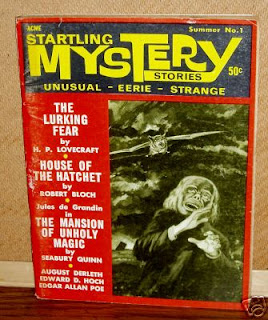 ACME
Summer No. 1
STARTLING
MYSTERY
STORIES
50c
UNUSUAL - EERIE - STRANGE
THE
LURKING
FEAR
by
H. P. LOVECRAFT
HOUSE OF
THE HATCHET
by
ROBERT BLOCH
Jules de Grandin
in
THE MANSION
OF UNHOLY
MAGIC
by
SEABURY QUINN
AUGUST DERLETH
EDWARD D. HOCH
EDGAR ALLAN POE